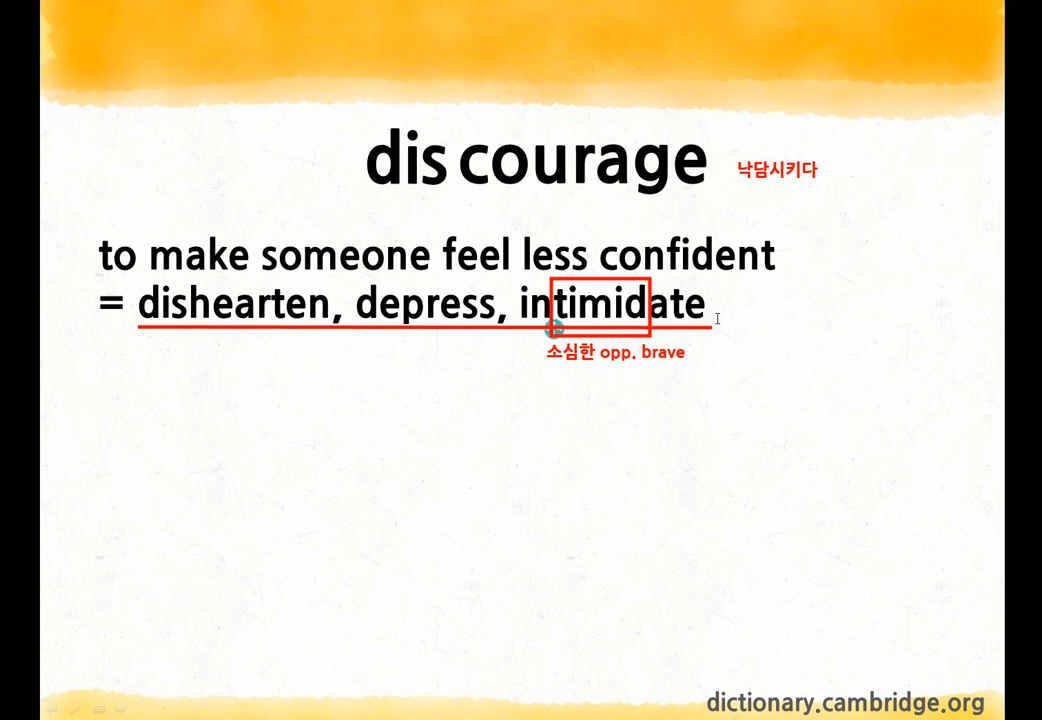 dis courage 낙담시키다
to make someone feel less confident
= dishearten, depress, intimidate
소심한 opp. brave
dictionary.cambridge.org